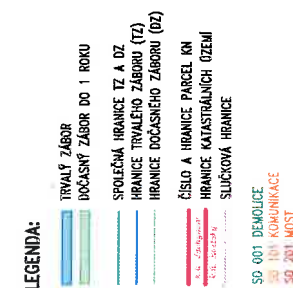 LEGENDA:
TRVALÝ ZÁBOR
DOČASNÝ ZÁBOR DO 1 ROKU
SPOLEČNÁ HRANICE TZ A DZ
HRANICE TRVALÉHO ZÁBORU (TZ)
HRANICE DOČASNÉHO ZÁBORU (DZ)
ČÍSLO A HRANICE PARCEL KN
HRANICE KATASTRÁLNÍCH ÚZEMÍ
SLUČKOVÁ HRANICE
SO 001 DEMOLICE
SO 101 KOMUNIKACE
SO 201 MOST